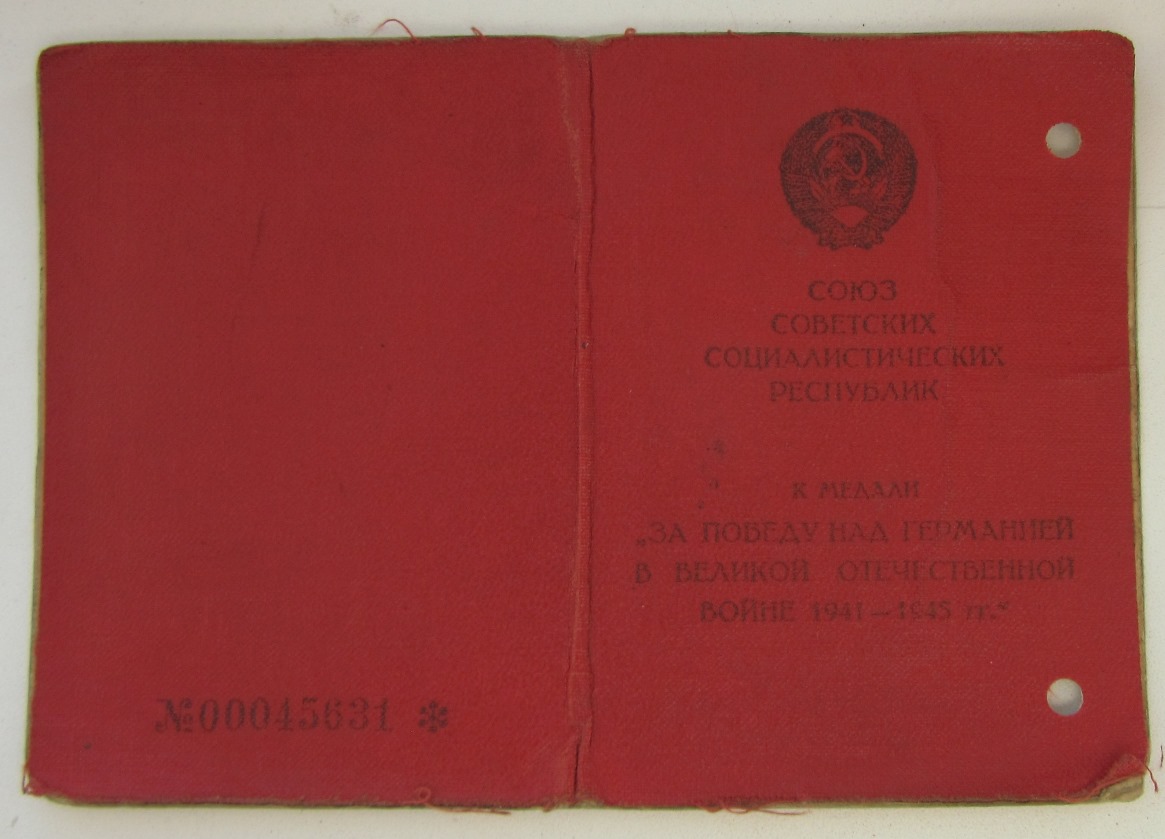 №00045631 *
СОЮЗ
СОВЕТСКИХ
СОЦИАЛИСТИЧЕСКИХ
РЕСПУБЛИК
К МЕДАЛИ
„ЗА ПОБЕДУ НАД ГЕРМАНИЕЙ
В ВЕЛИКОЙ ОТЕЧЕСТВЕННОЙ
ВОЙНЕ 1941—1945 гг.“